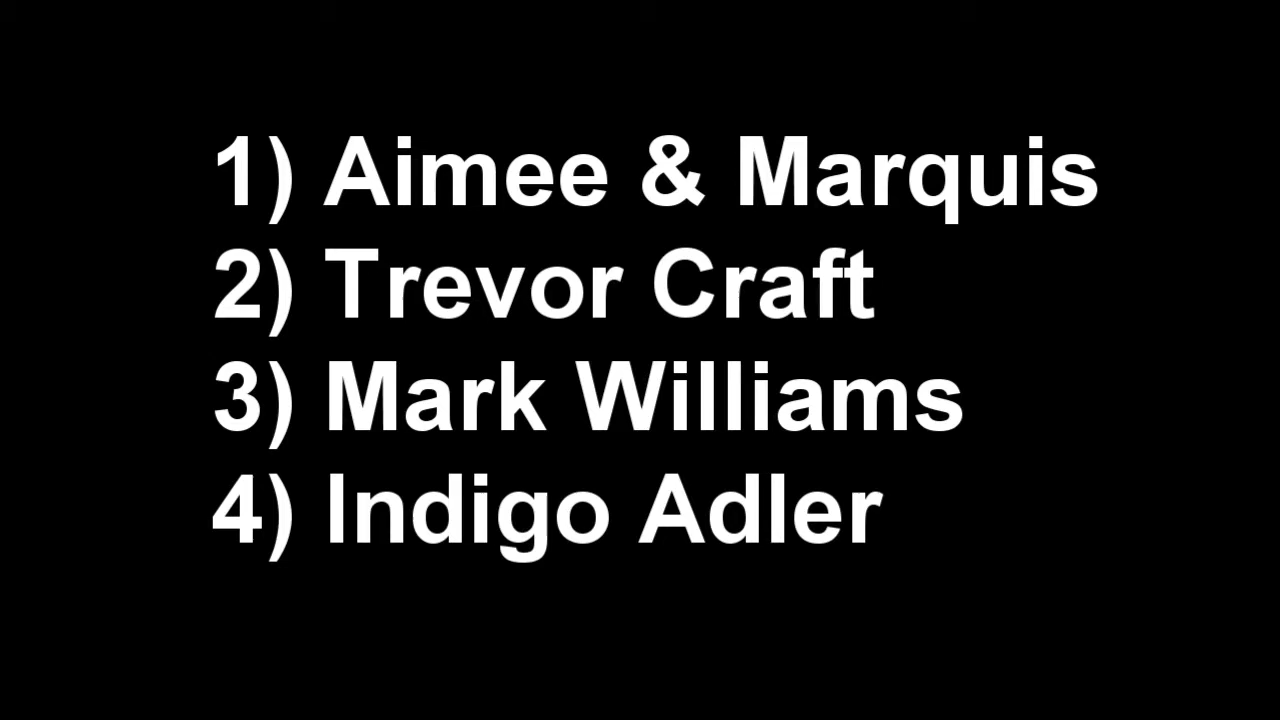 1) Aimee & Marquis
2) Trevor Craft
3) Mark Williams
4) Indigo Adler